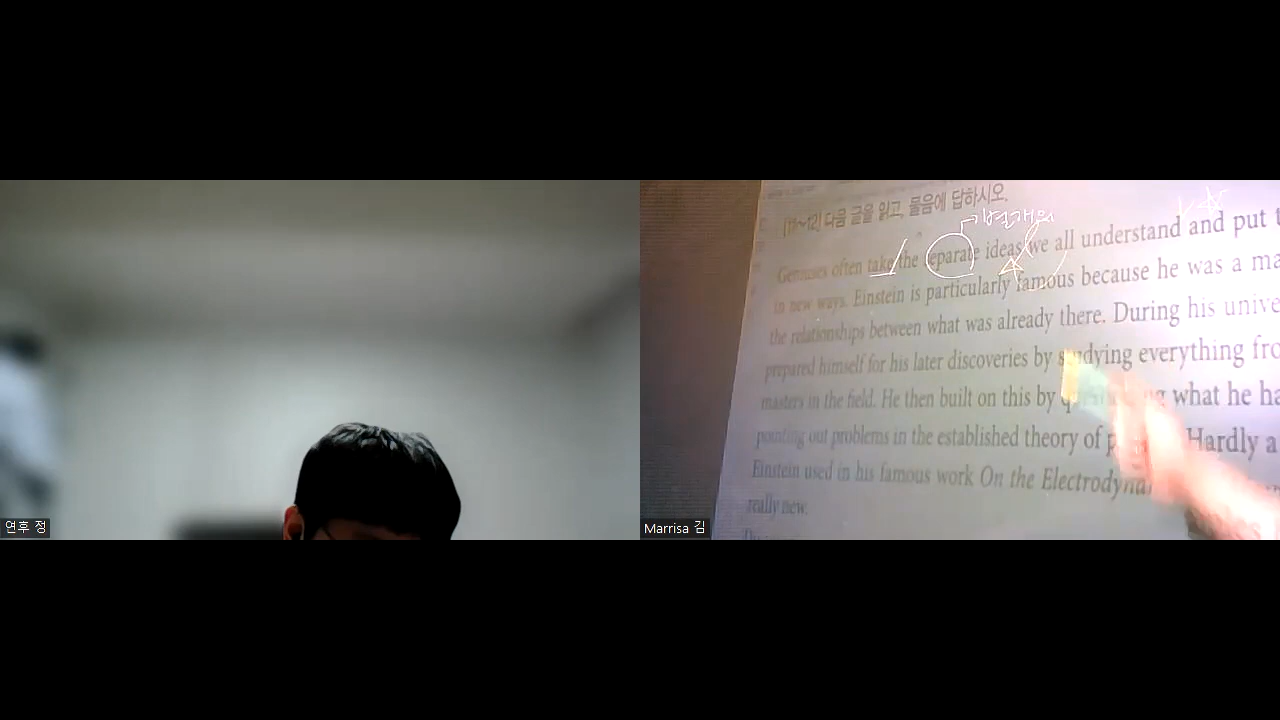 [11~12] 다음 글을 읽고, 물음에 답하시오.
개별개의
Geniuses often take the separate ideas we all understand and put t
in new ways. Einstein is particularly famous because he was a ma
the relationships between what was already there. During his unive
prepared himself for his later discoveries by studying everything fro
masters in the field. He then built on this by what he ha
pointing out problems in the established theory of Hardly a
Einstein used in his famous work On the Electrodyna
really new.
연후 정
Marrisa 김